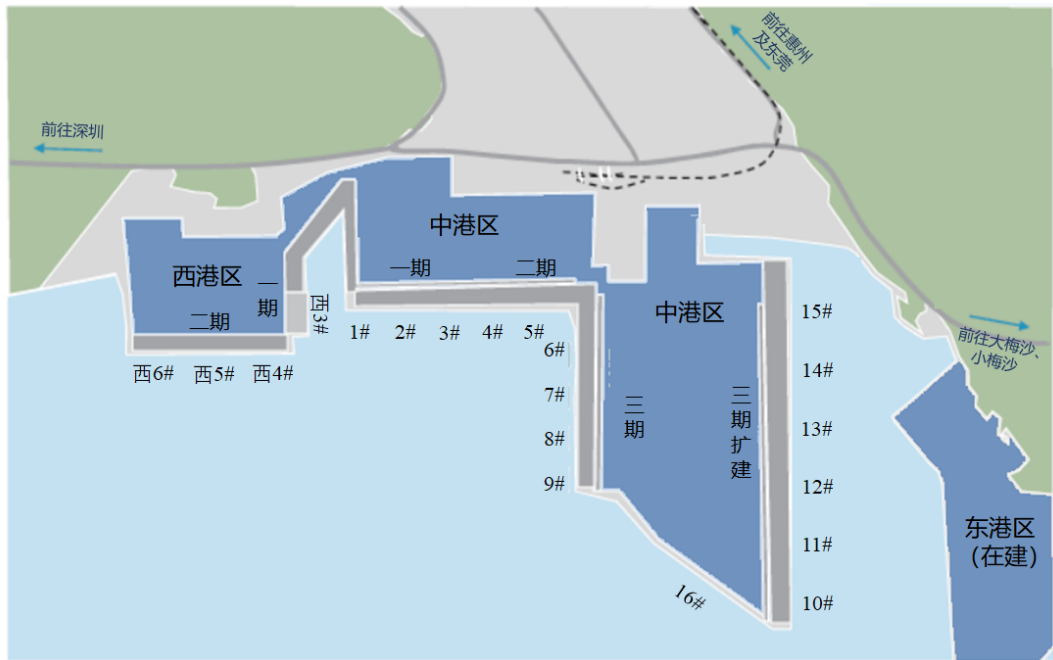 前往惠州
及东莞
前往深圳
中港区
西港区
一期
二期
一期
二期
中港区
西3#
1#
2#
3#
4#
5#
15#
前往大梅沙、
小梅沙
6#
14#
西6#
西5#
西4#
7#
三期
三期扩建
13#
8#
9#
12#
东港区
（在建）
11#
16#
10#